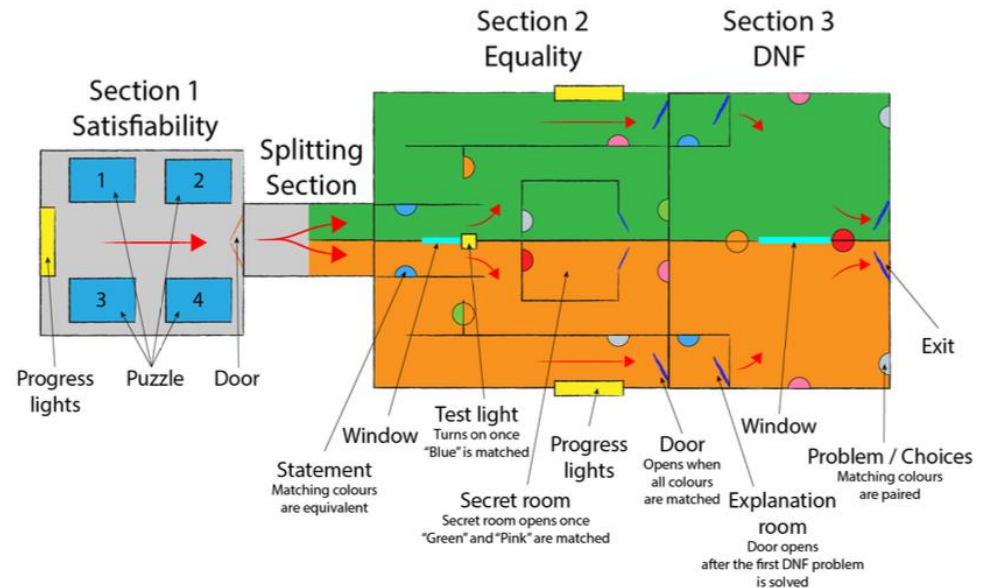 Section 1
Satisfiability
Splitting
Section
Section 2
Equality
Section 3
DNF
1
2
3
4
Progress
lights
Puzzle
Door
Statement
Matching colours
are equivalent
Window
Test light
Turns on once
"Blue" is matched
Secret room
Secret room opens once
"Green" and "Pink" are matched
Progress
lights
Door
Opens when
all colours
are matched
Explanation
room
Door opens
after the first DNF problem
is solved
Window
Problem / Choices
Matching colours
are paired
Exit